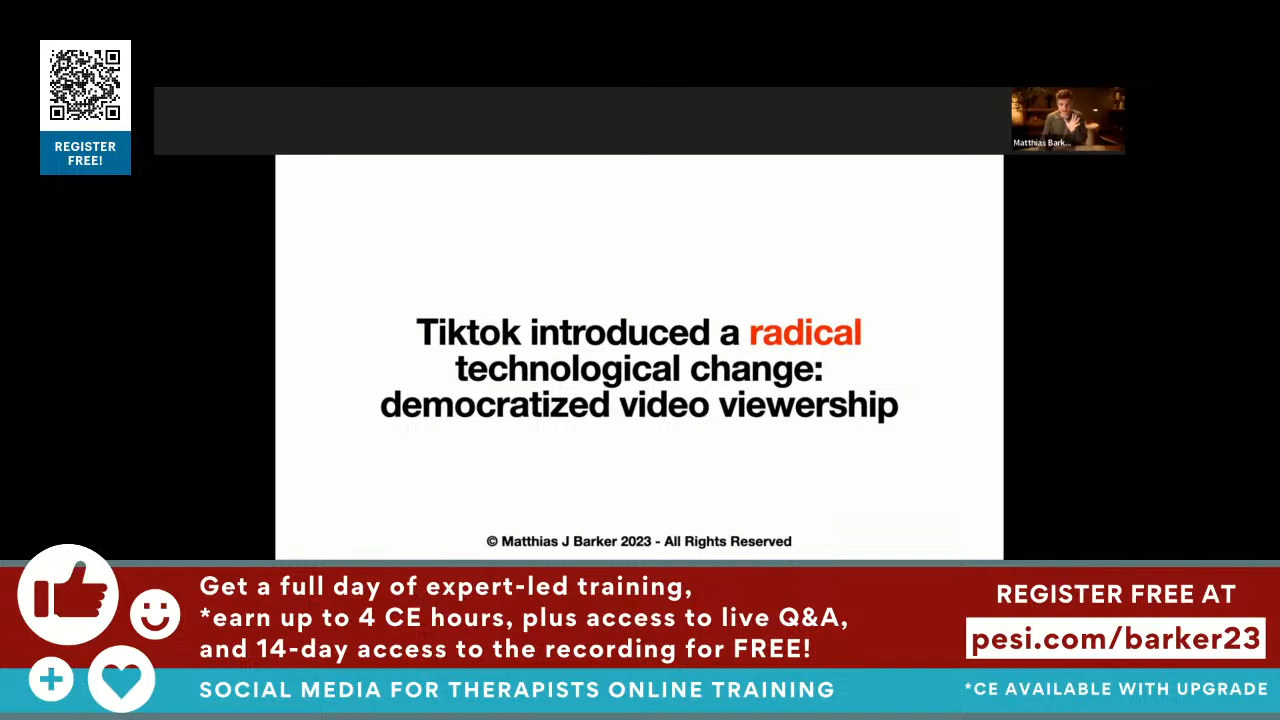 REGISTER
FREE!
Matthias Bark...
Tiktok introduced a radical
technological change:
democratized video viewership
© Matthias J Barker 2023 - All Rights Reserved
Get a full day of expert-led training,
*earn up to 4 CE hours, plus access to live Q&A,
and 14-day access to the recording for FREE!
SOCIAL MEDIA FOR THERAPISTS ONLINE TRAINING
REGISTER FREE AT
pesi.com/barker23
*CE AVAILABLE WITH UPGRADE